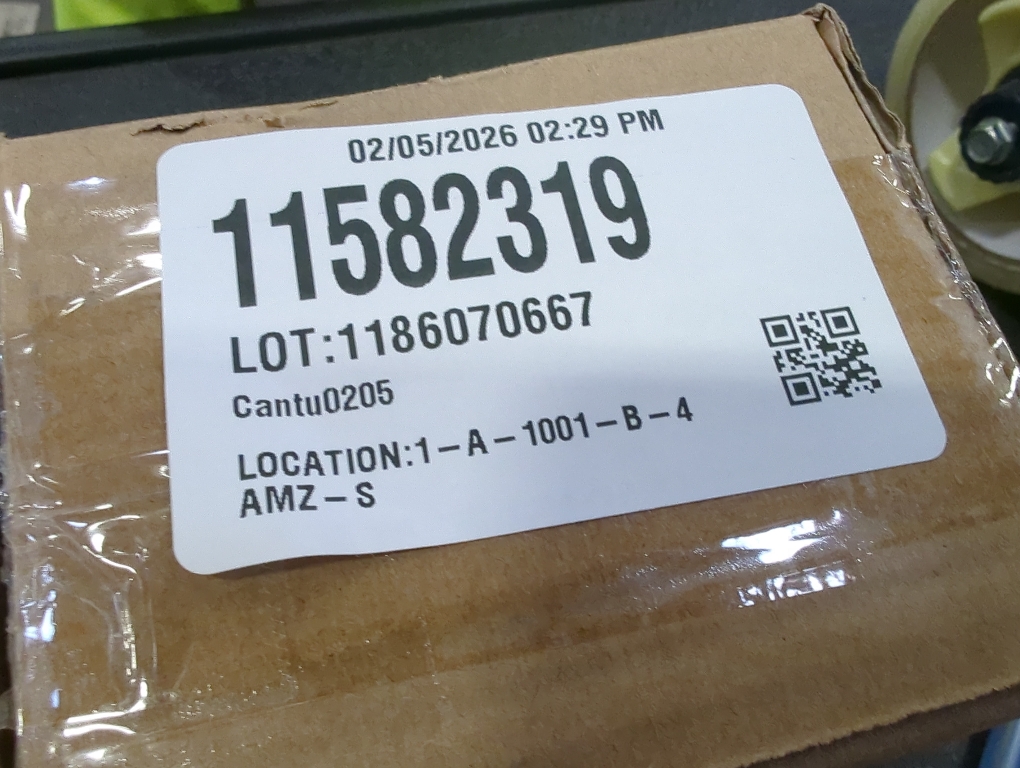 02/05/2026 02:29 PM
11582319
LOT:1186070667
Cantu0205
LOCATION:1-A-1001-B-4
AMZ-S